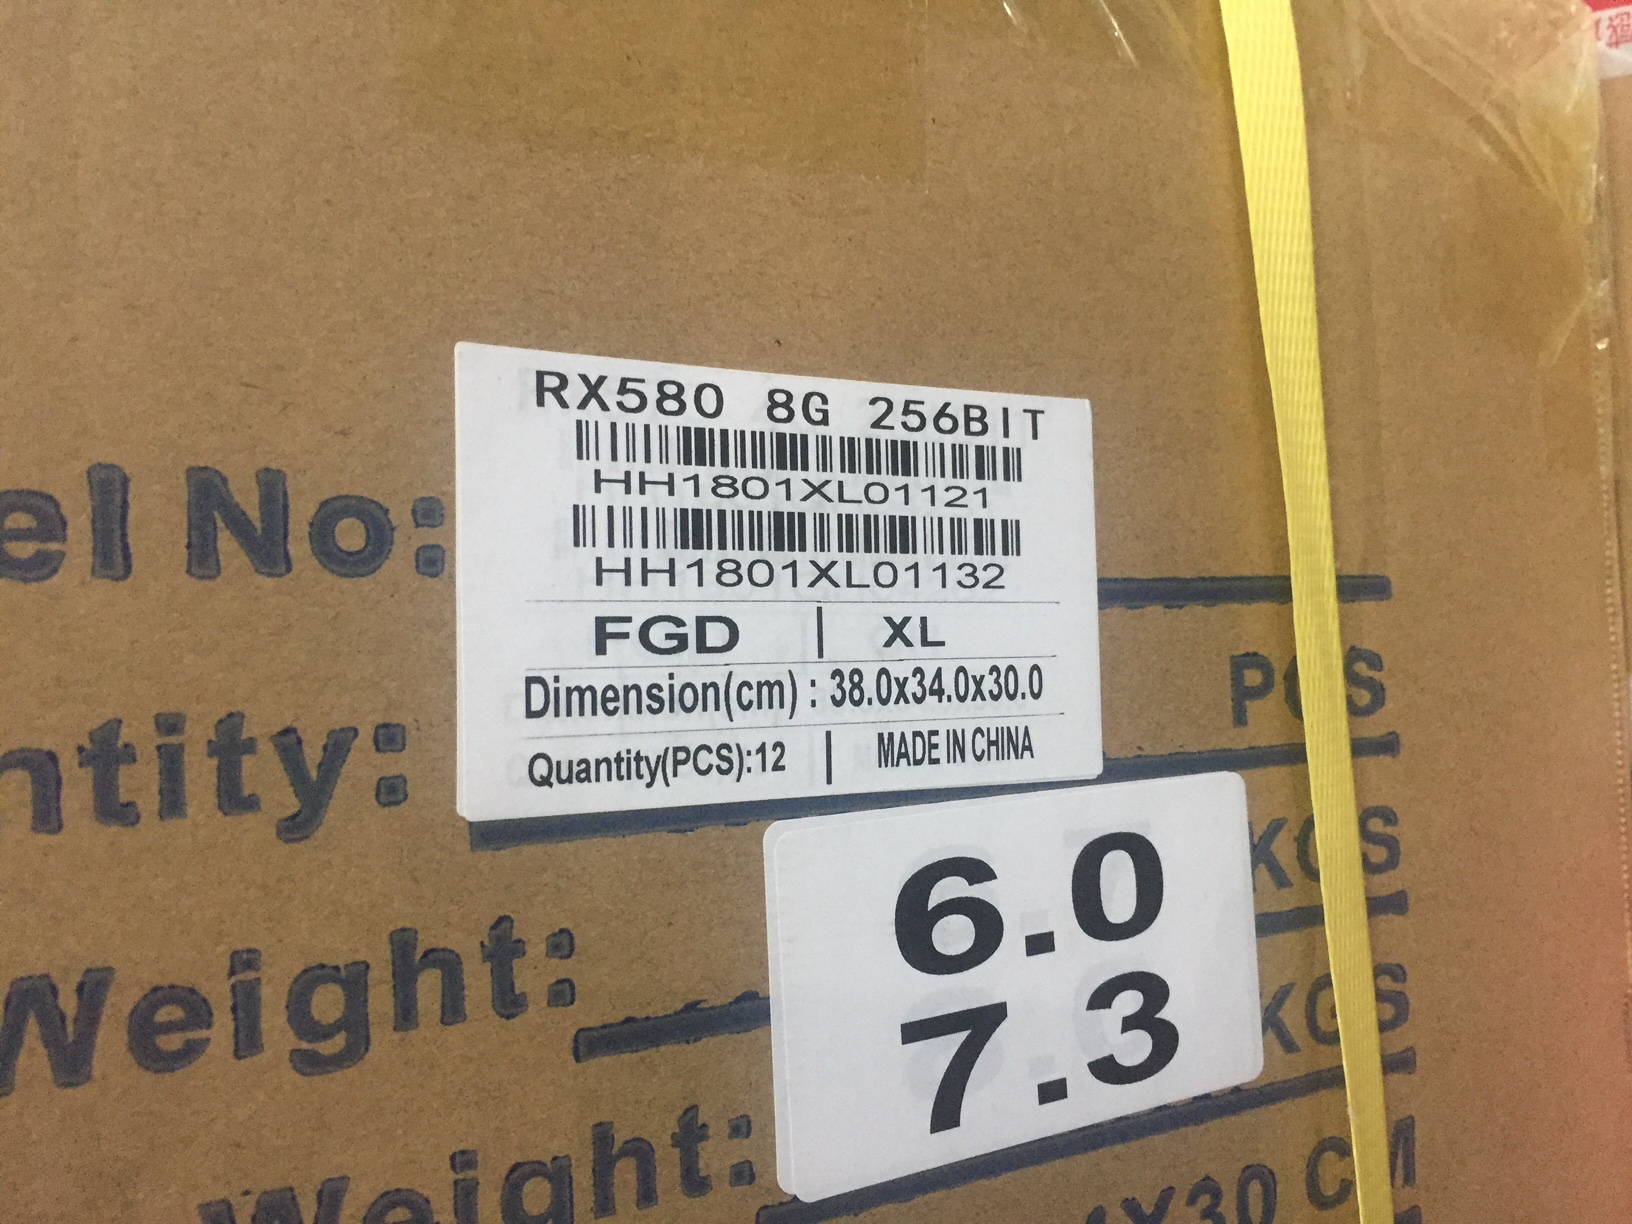 RX580 8G 256BIT
HH1801XL01121
HH1801XL01132
FGD | XL
Dimension(cm) : 38.0x34.0x30.0
Quantity(PCS):12 | MADE IN CHINA
6.0
7.3
el No:
ntity: PCS
Weight: KGS
Weight: KGS
4X30 CM